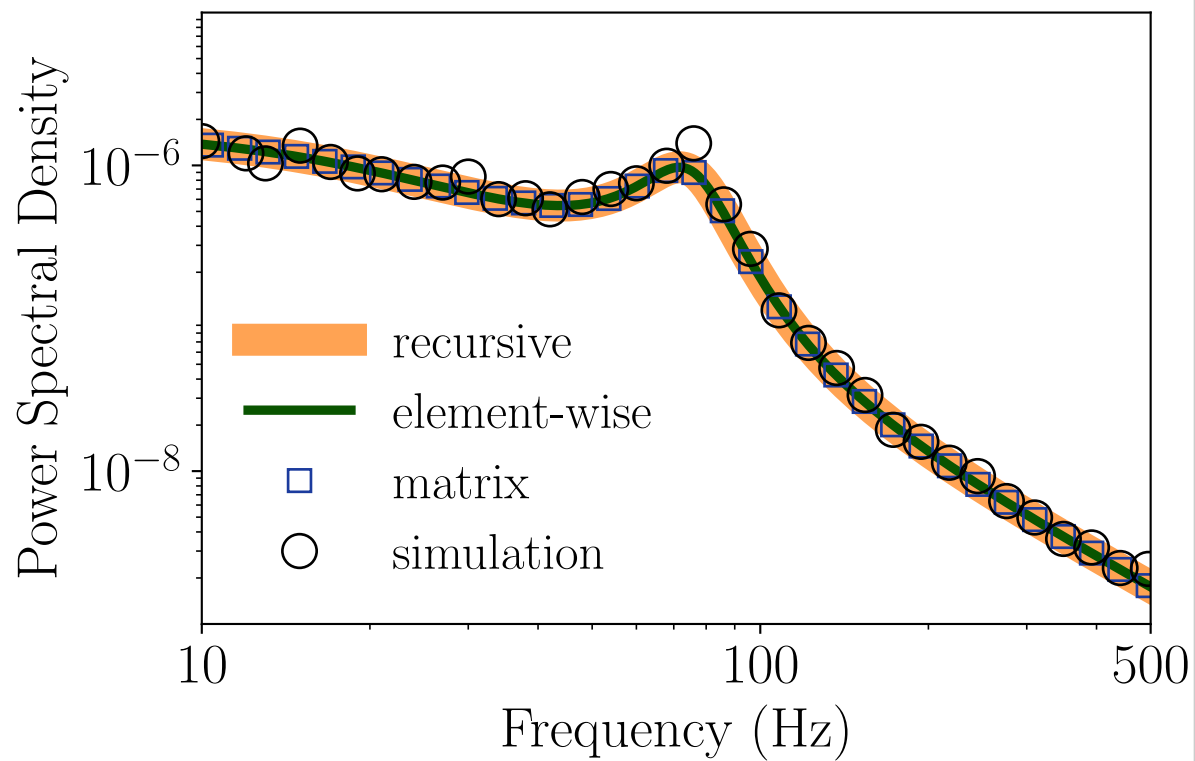 Power Spectral Density
10⁻⁶
10⁻⁸
recursive
element-wise
matrix
simulation
10
100
500
Frequency (Hz)